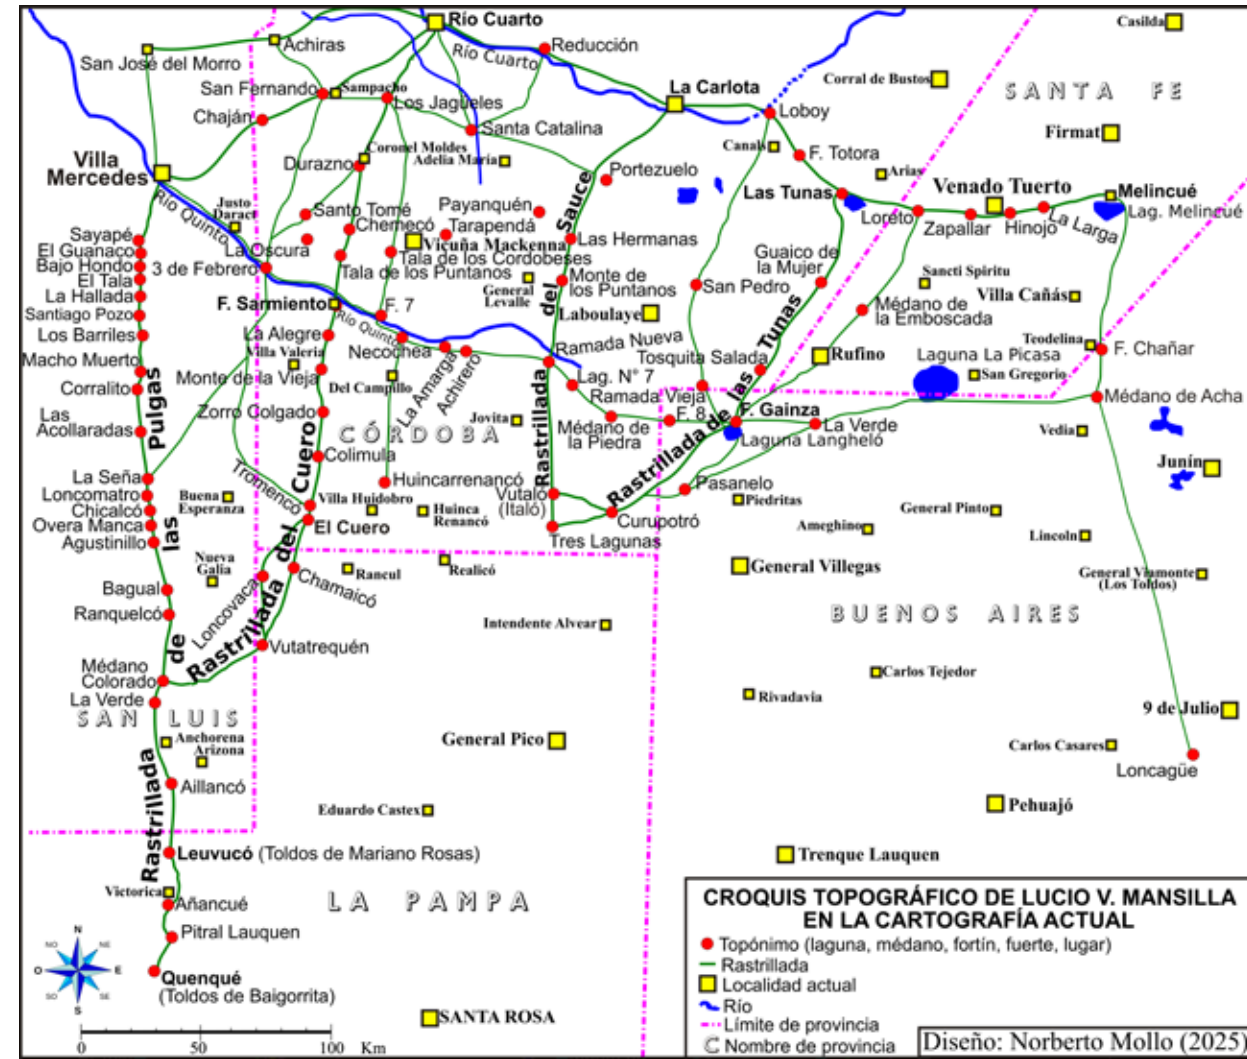 Río Cuarto
Casilda
Achiras
Reducción
San José del Morro
Río Cuarto
Corral de Bustos
La Carlota
SANTA FE
San Fernando
Sampacho
Los Jagüeles
Chaján
Santa Catalina
Loboy
Firmat
Canals
Villa
Mercedes
Durazno
Coronel Moldes
Adelia María
Portezuelo
F. Totora
Arias
Las Tunas
Venado Tuerto
Melincué
Río Quinto
Justo
Daract
Santo Tomé
Payanquén
Chemecó
Tarapendá
Loreto
Zapallar
Hinojo
La Larga
Lag. Melincué
Sayapé
El Guanaco
Bajo Hondo
El Tala
La Hallada
Santiago Pozo
Los Barriles
Macho Muerto
Corralito
Las
Acollaradas
La Oscura
3 de Febrero
Vicuña Mackenna
Tala de los Cordobeses
Tala de los Puntanos
Las Hermanas
Guaico de
la Mujer
General
Levalle
Monte de
los Puntanos
San Pedro
Sancti Spiritu
Villa Cañás
F. Sarmiento
F. 7
Laboulaye
Médano de
la Emboscada
Río Quinto
La Alegre
Villa Valeria
Necochea
La Amarga
Achirero
Ramada Nueva
Tosquita Salada
Rufino
Teodelina
F. Chañar
Laguna La Picasa
San Gregorio
Monte de la Vieja
Del Campillo
Lag. N° 7
Ramada Vieja
Médano de Acha
Zorro Colgado
Jovita
Médano de
la Piedra
F. 8
F. Gainza
La Verde
Laguna Langheló
Vedia
CÓRDOBA
Colimula
Junín
La Seña
Loncomatro
Chicalcó
Overa Manca
Agustinillo
Tromenco
Huincarrenancó
Pasanelo
Buena
Esperanza
Villa Huidobro
El Cuero
Huinca
Renancó
Vutaló
(Italó)
Curupotró
Tres Lagunas
Piedritas
Ameghino
General Pinto
Lincoln
Nueva
Galia
Bagual
Ranquelcó
Loncovaca
Chamaicó
Rancul
Realicó
General Villegas
General Viamonte
(Los Toldos)
BUENOS AIRES
Intendente Alvear
Vutatrequén
Médano
Colorado
La Verde
SAN LUIS
Carlos Tejedor
Rivadavia
9 de Julio
Anchorena
Arizona
General Pico
Carlos Casares
Loncagüe
Aillancó
Eduardo Castex
Pehuajó
Leuvucó (Toldos de Mariano Rosas)
Trenque Lauquen
Victorica
Añancué
LA PAMPA
Pitral Lauquen
Quenqué
(Toldos de Baigorrita)
SANTA ROSA
Rastrillada de las Pulgas
Rastrillada del Cuero
Rastrillada del Sauce
Rastrillada de las Tunas
N
NO
NE
O
E
SO
SE
S
0 50 100 Km
CROQUIS TOPOGRÁFICO DE LUCIO V. MANSILLA
EN LA CARTOGRAFÍA ACTUAL
Topónimo (laguna, médano, fortín, fuerte, lugar)
Rastrillada
Localidad actual
Río
Límite de provincia
C Nombre de provincia
Diseño: Norberto Mollo (2025)